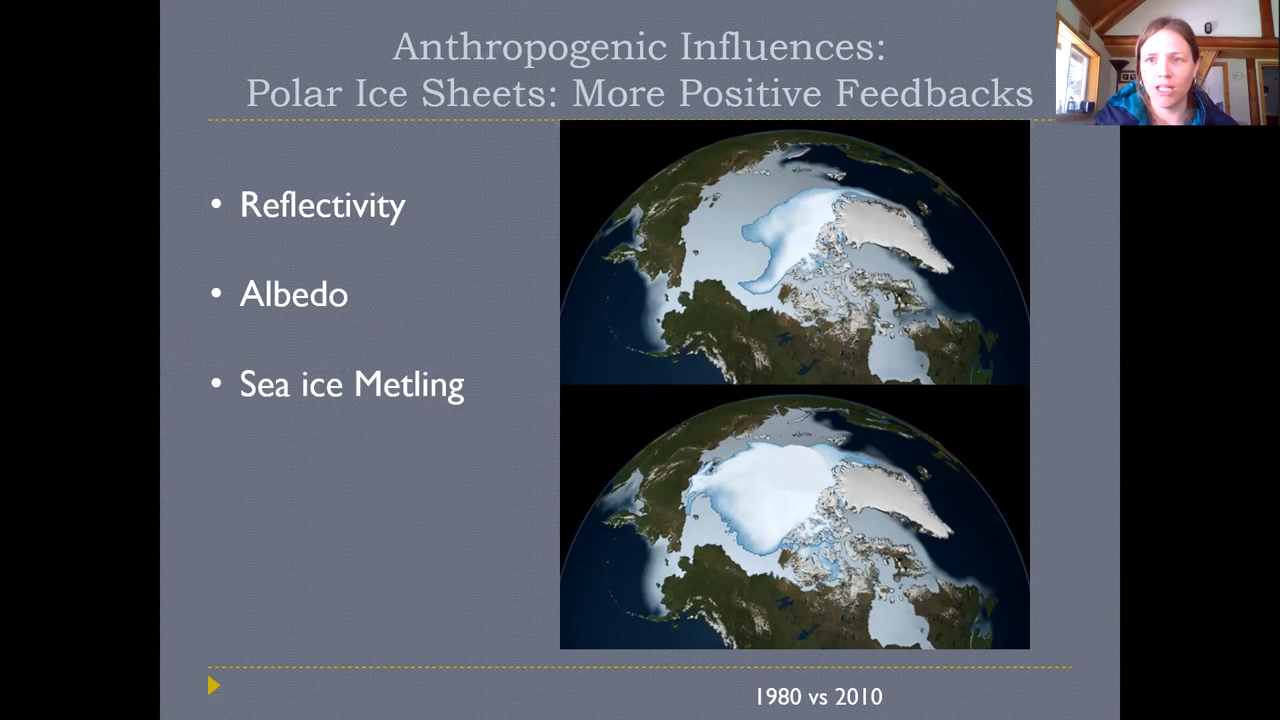 Anthropogenic Influences:
Polar Ice Sheets: More Positive Feedbacks
• Reflectivity
• Albedo
• Sea ice Metling
1980 vs 2010